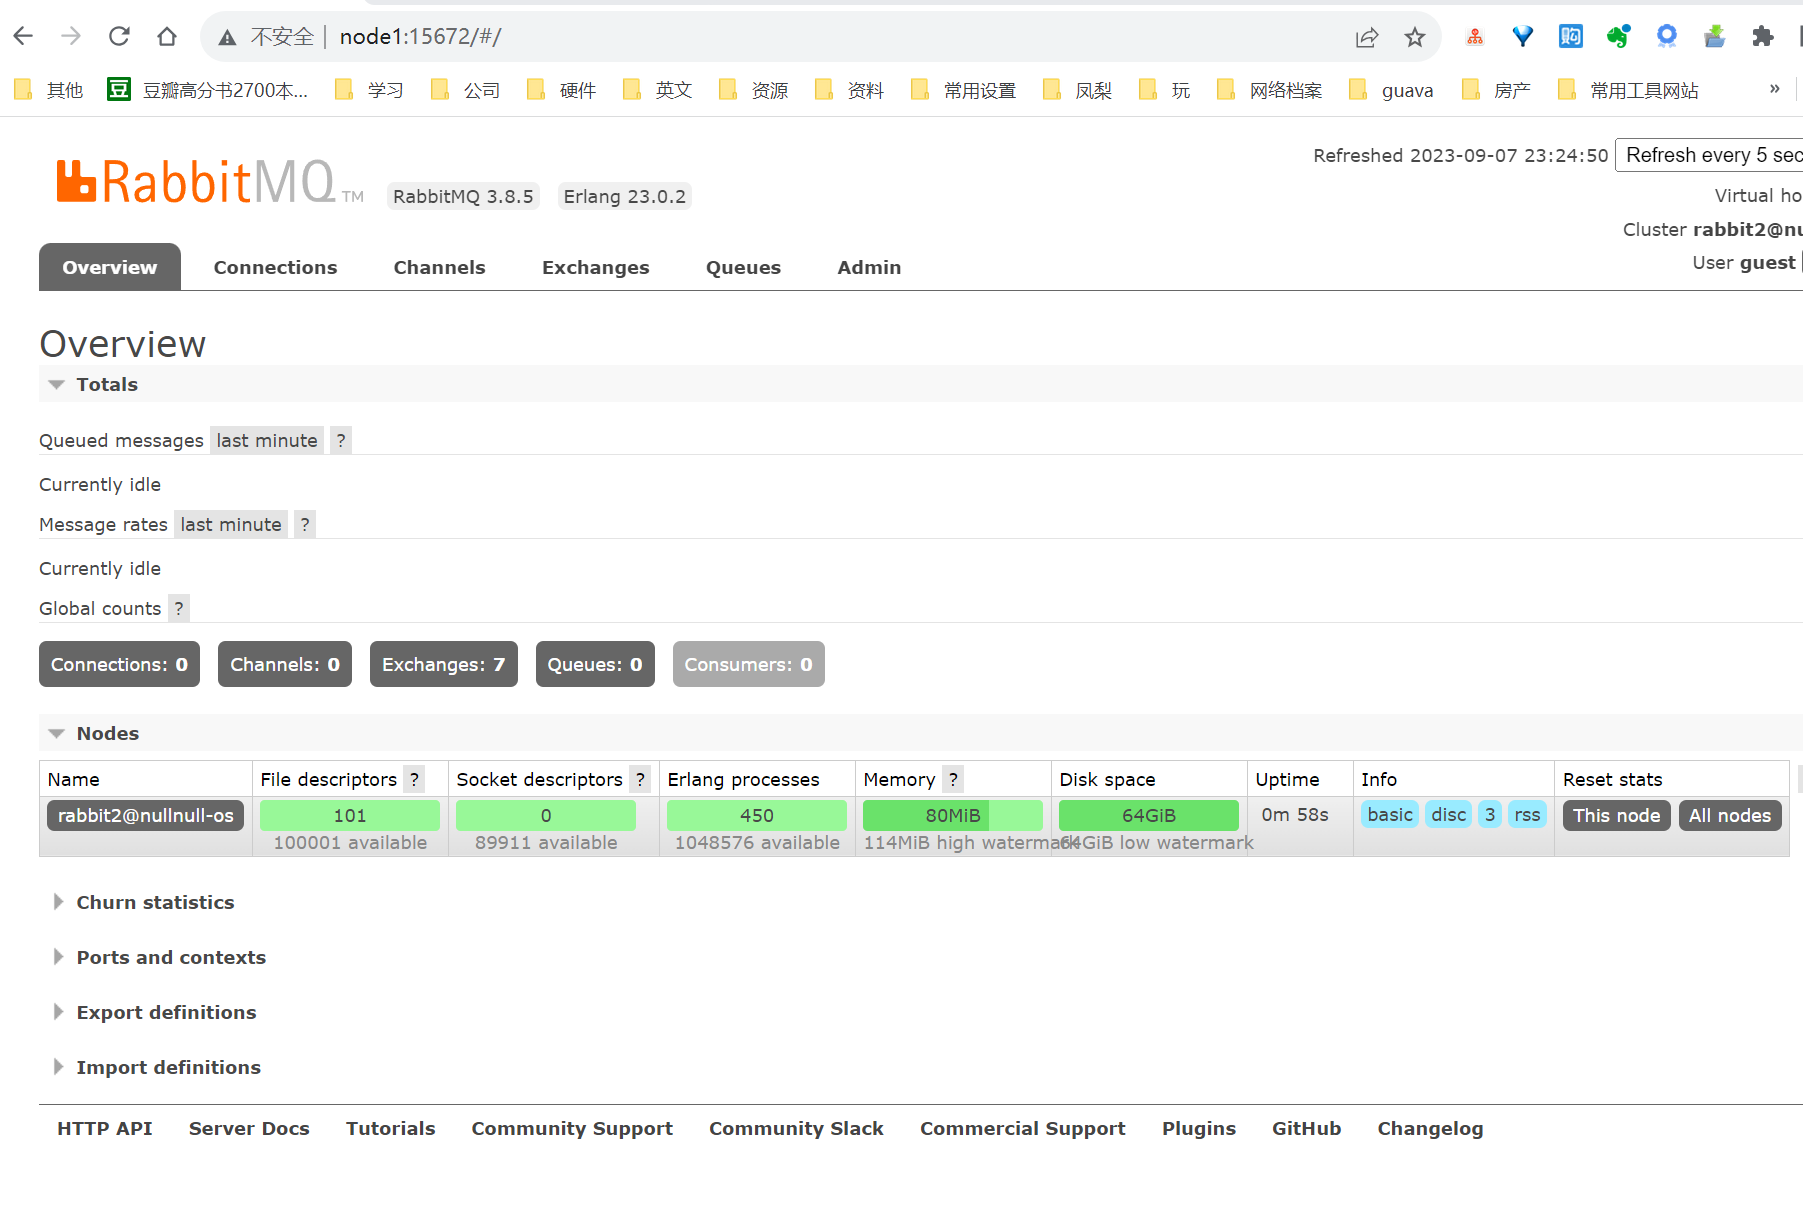 不安全 node1:15672/#/
购
其他 豆 豆瓣高分书2700本... 学习 公司 硬件 英文 资源 资料 常用设置 凤梨 玩 网络档案 guava 房产 常用工具网站 »
Refreshed 2023-09-07 23:24:50 Refresh every 5 sec
RabbitMQ TM RabbitMQ 3.8.5 Erlang 23.0.2
Virtual ho
Cluster rabbit2@nu
User guest
Overview Connections Channels Exchanges Queues Admin
Overview
Totals
Queued messages last minute ?
Currently idle
Message rates last minute ?
Currently idle
Global counts ?
Connections: 0 Channels: 0 Exchanges: 7 Queues: 0 Consumers: 0
Nodes
Name File descriptors ? Socket descriptors ? Erlang processes Memory ? Disk space Uptime Info Reset stats
rabbit2@nullnull-os 101 0 450 80MiB 64GiB 0m 58s basic disc 3 rss This node All nodes
100001 available 89911 available 1048576 available 114MiB high watermark 64GiB low watermark
Churn statistics
Ports and contexts
Export definitions
Import definitions
HTTP API Server Docs Tutorials Community Support Community Slack Commercial Support Plugins GitHub Changelog